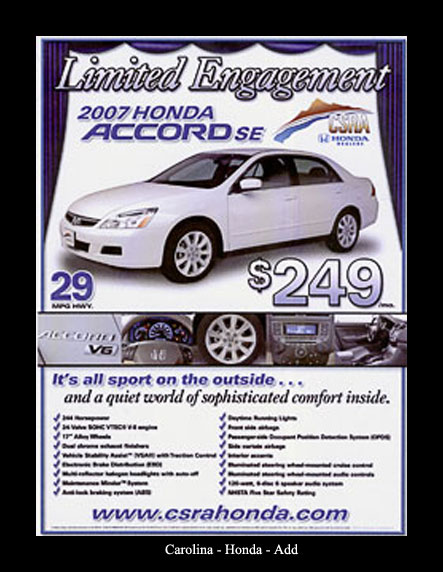 Limited Engagement
2007 HONDA
ACCORD SE
CSRA
HONDA
DEALERS
$249 /mo.
29
MPG HWY.
ACCORD
V6
It's all sport on the outside . . .
and a quiet world of sophisticated comfort inside.
244 Horsepower
24-Valve SOHC VTEC® V-6 engine
17" Alloy Wheels
Dual chrome exhaust finishers
Vehicle Stability Assist™ (VSA®) with Traction Control
Electronic Brake Distribution (EBD)
Multi-reflector halogen headlights with auto-off
Maintenance Minder™ System
Anti-lock braking system (ABS)
Daytime Running Lights
Front side airbags
Passenger-side Occupant Position Detection System (OPDS)
Side curtain airbags
Interior accents
Illuminated steering wheel-mounted cruise control
Illuminated steering wheel-mounted audio controls
120-watt, 6-disc 6 speaker audio system
NHSTA Five Star Safety Rating
www.csrahonda.com
Carolina - Honda - Add